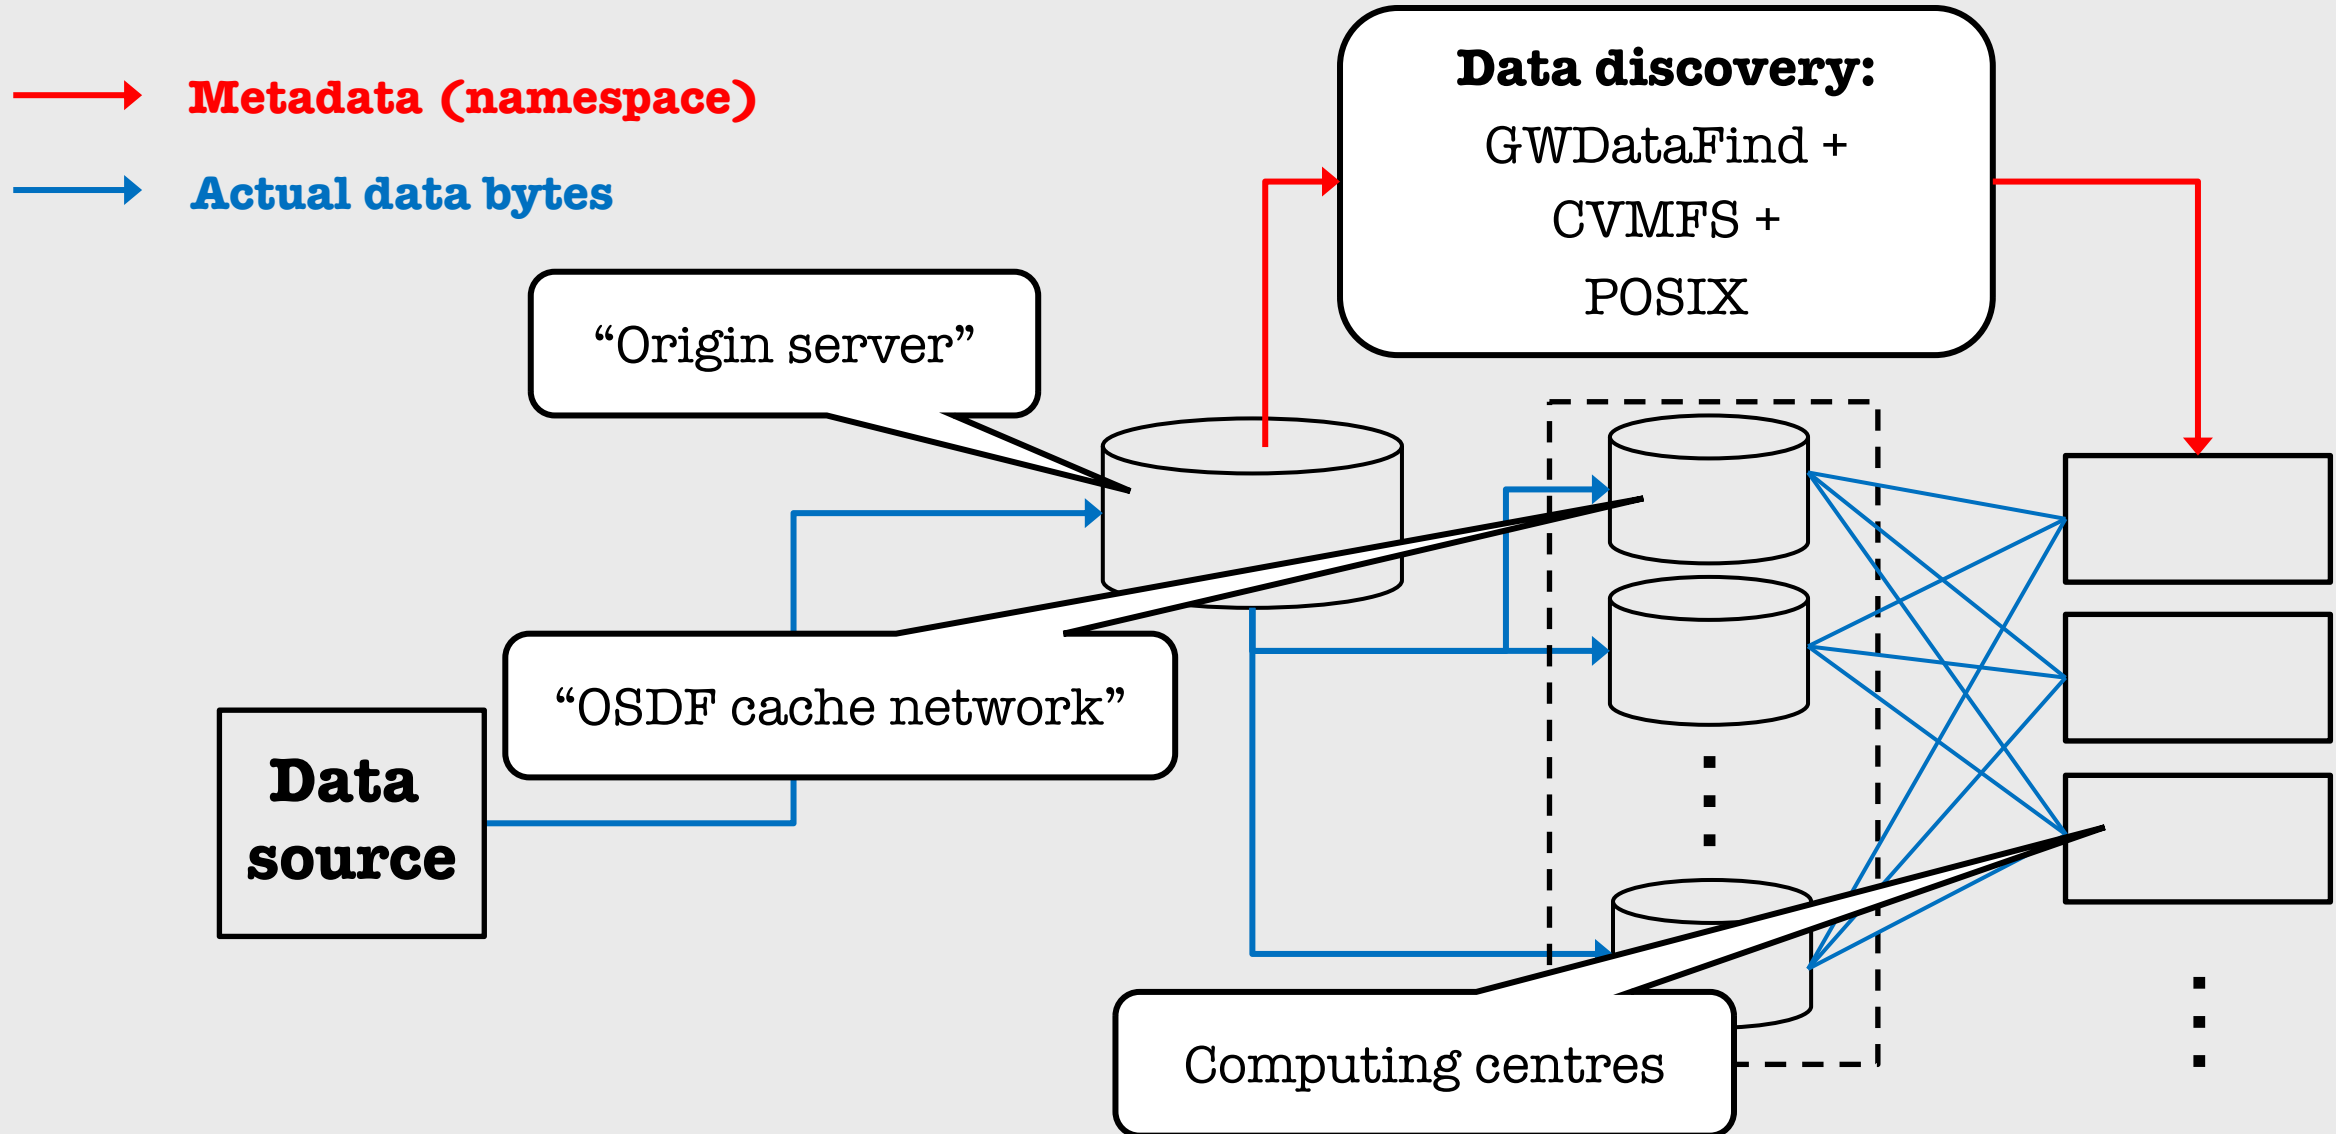 Metadata (namespace)
Actual data bytes
Data discovery:
GWDataFind +
CVMFS +
POSIX
“Origin server”
“OSDF cache network”
Data
source
Computing centres